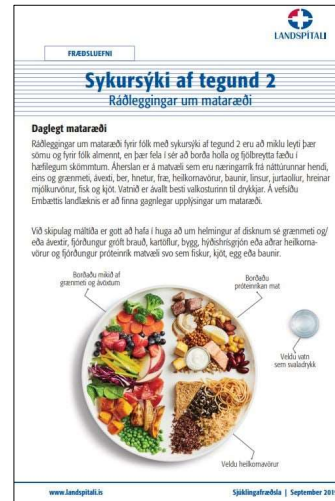 LANDSPÍTALI
FRÆÐSLUEFNI
Sykursýki af tegund 2
Ráðleggingar um mataræði
Daglegt mataræði
Ráðleggingar um mataræði fyrir fólk með sykursýki af tegund 2 eru að miklu leyti þær
sömu og fyrir fólk almennt, en þær fela í sér að borða holla og fjölbreytta fæðu í
hæfilegum skömmtum. Áherslan er á matvæli sem eru næringarrík frá náttúrunnar hendi,
eins og grænmeti, ávexti, ber, hnetur, fræ, heilkornavörur, baunir, linsur, jurtaolíur, hreinar
mjólkurvörur, fisk og kjöt. Vatnið er ávallt besti valkosturinn til drykkjar. Á vefsíðu
Embættis landlæknis er að finna gagnlegar upplýsingar um mataræði.
Við skipulag máltíða er gott að hafa í huga að um helmingur af disknum sé grænmeti og/
eða ávextir, fjórðungur gróft brauð, kartöflur, bygg, hýðishrísgrjón eða aðrar heilkorna-
vörur og fjórðungur próteinrík matvæli svo sem fiskur, kjöt, egg eða baunir.
Borðaðu mikið af
grænmeti og ávöxtum
Borðaðu
próteinríkan mat
Veldu vatn
sem svaladrykk
Veldu heilkornavörur
www.landspitali.is
Sjúklingafræðsla | September 201